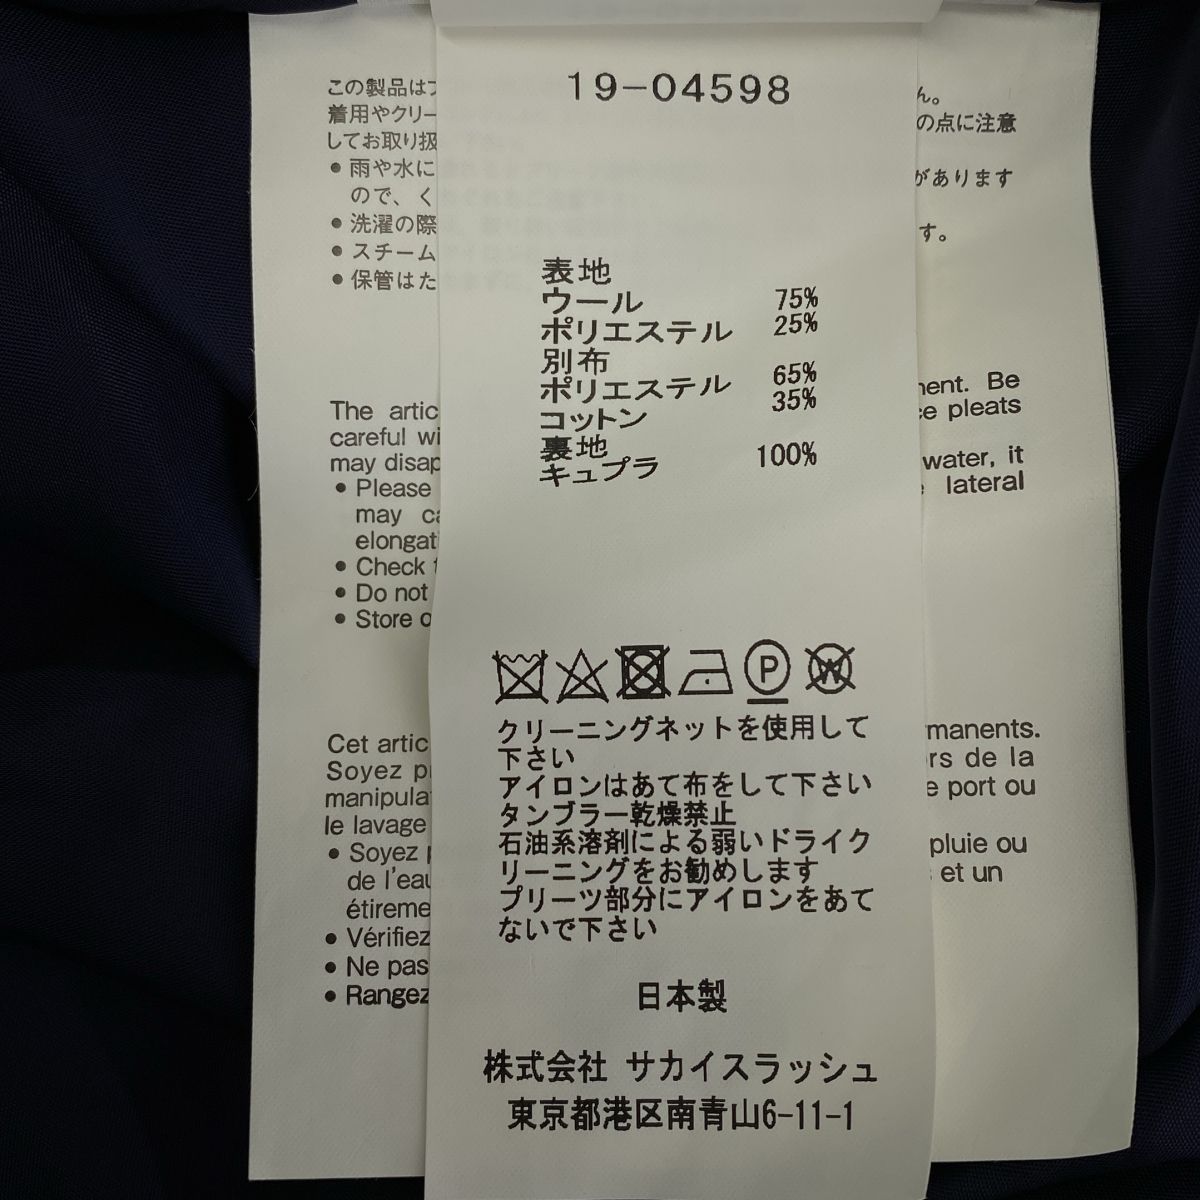 19-04598
表地
ウール 75%
ポリエステル 25%
別布
ポリエステル 65%
コットン 35%
裏地
キュプラ 100%
P
W
クリーニングネットを使用して
下さい
アイロンはあて布をして下さい
タンブラー乾燥禁止
石油系溶剤による弱いドライク
リーニングをお勧めします
プリーツ部分にアイロンをあて
ないで下さい
日本製
株式会社 サカイスラッシュ
東京都港区南青山6-11-1
この製品は
着用やクリー
してお取り扱
● 雨や水に
ので、く
● 洗濯の際
● スチーム
● 保管はた
ん。
の点に注意
があります
す。
The artic
careful wi
may disap
● Please
may ca
elongati
● Check
● Do not
● Store o
ment. Be
ce pleats
water, it
lateral
Cet artic
Soyez p
manipula
le lavage
● Soyez
de l'eau
étireme
● Vérifiez
● Ne pas
● Rangez
rmanents.
ors de la
e port ou
pluie ou
et un